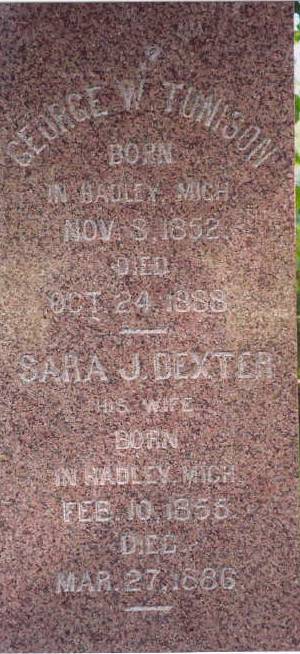 GEORGE W. TUNISON
BORN
IN HADLEY, MICH.
NOV. 8, 1852.
DIED
OCT. 24, 1888.
SARA J. DEXTER
HIS WIFE
BORN
IN HADLEY, MICH.
FEB. 10, 1858.
DIED
MAR. 27, 1886